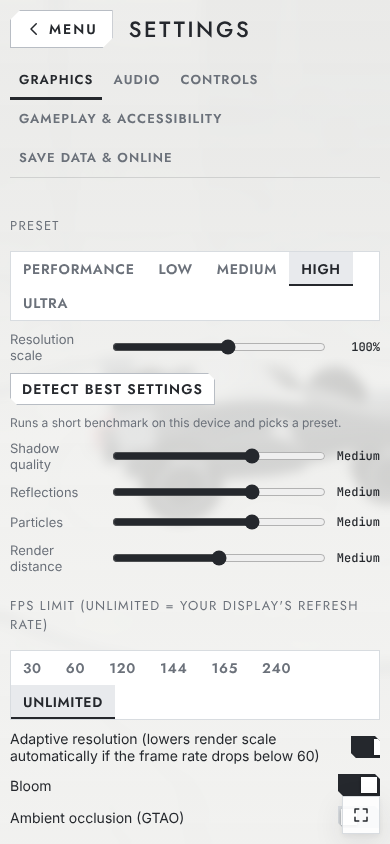 MENU SETTINGS
GRAPHICS AUDIO CONTROLS
GAMEPLAY & ACCESSIBILITY
SAVE DATA & ONLINE
PRESET
PERFORMANCE LOW MEDIUM HIGH
ULTRA
Resolution
scale 100%
DETECT BEST SETTINGS
Runs a short benchmark on this device and picks a preset.
Shadow
quality Medium
Reflections Medium
Particles Medium
Render
distance Medium
FPS LIMIT (UNLIMITED = YOUR DISPLAY'S REFRESH
RATE)
30 60 120 144 165 240
UNLIMITED
Adaptive resolution (lowers render scale
automatically if the frame rate drops below 60)
Bloom
Ambient occlusion (GTAO)